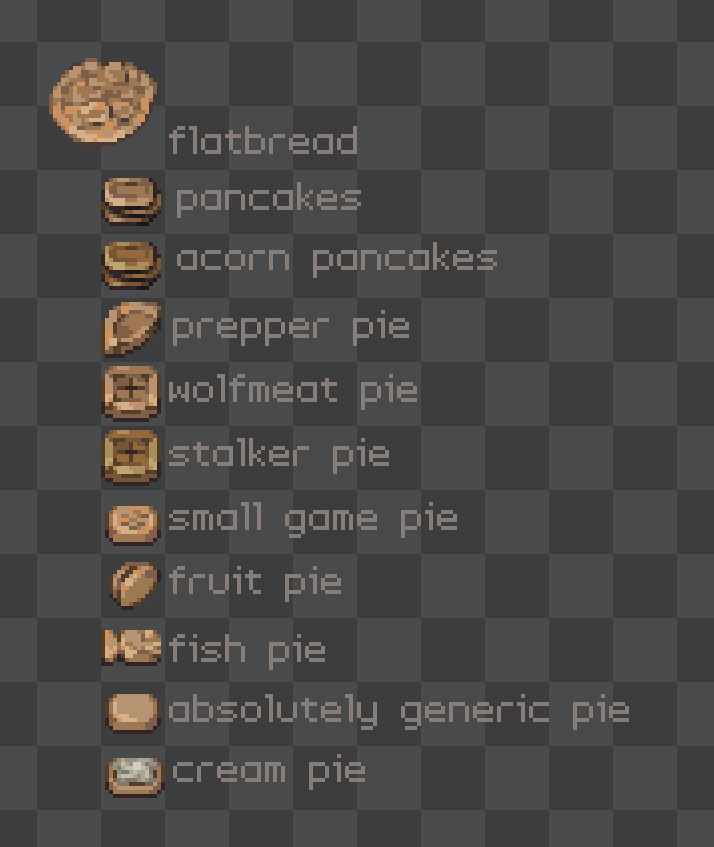 flatbread
pancakes
acorn pancakes
prepper pie
wolfmeat pie
stalker pie
small game pie
fruit pie
fish pie
absolutely generic pie
cream pie